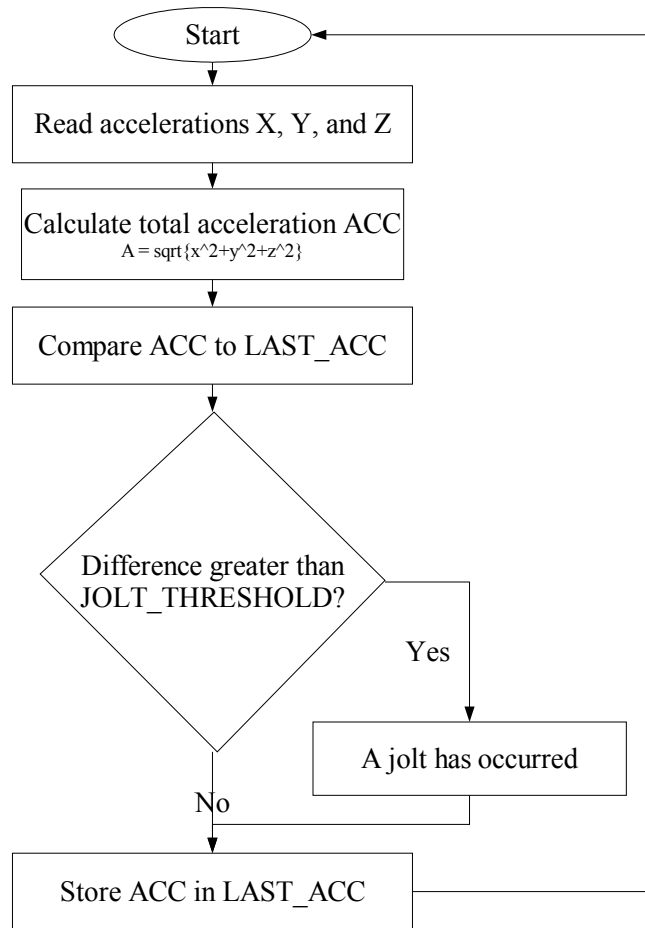 Start
Read accelerations X, Y, and Z
Calculate total acceleration ACC
A = sqrt{x^2+y^2+z^2}
Compare ACC to LAST_ACC
Difference greater than
JOLT_THRESHOLD?
Yes
A jolt has occurred
No
Store ACC in LAST_ACC